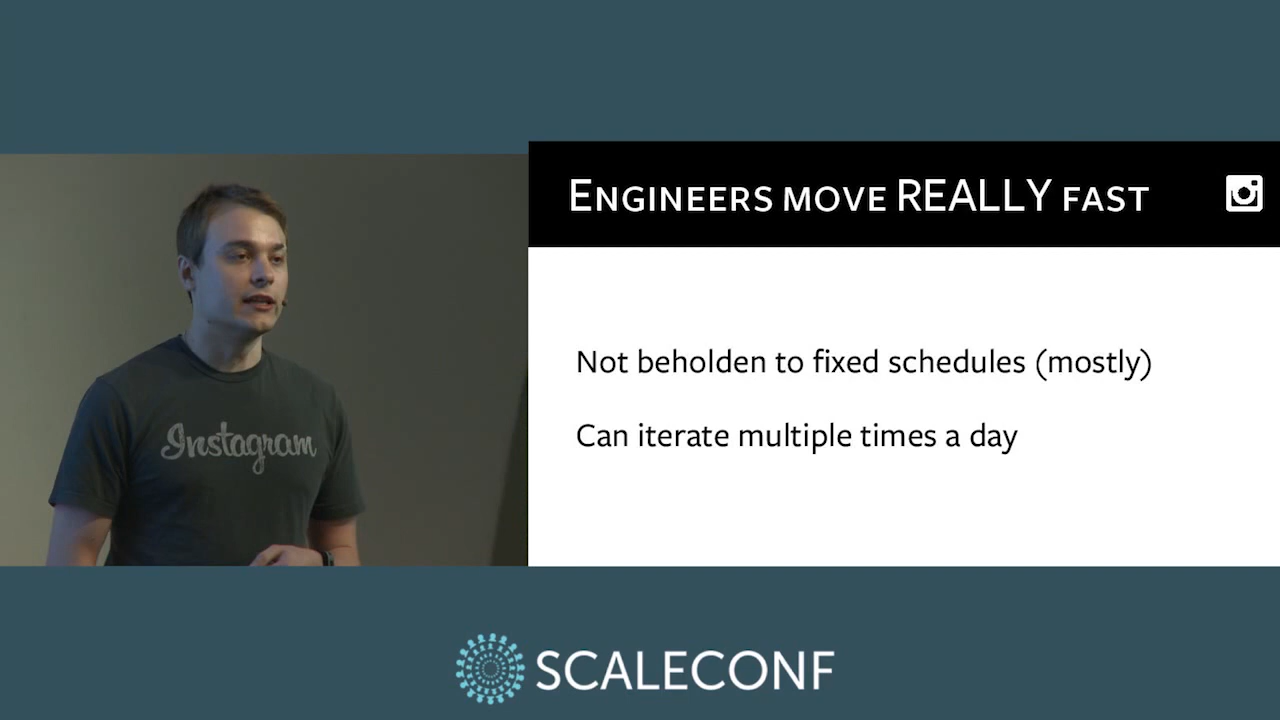 Engineers move REALLY fast
Instagram
Not beholden to fixed schedules (mostly)
Can iterate multiple times a day
SCALECONF